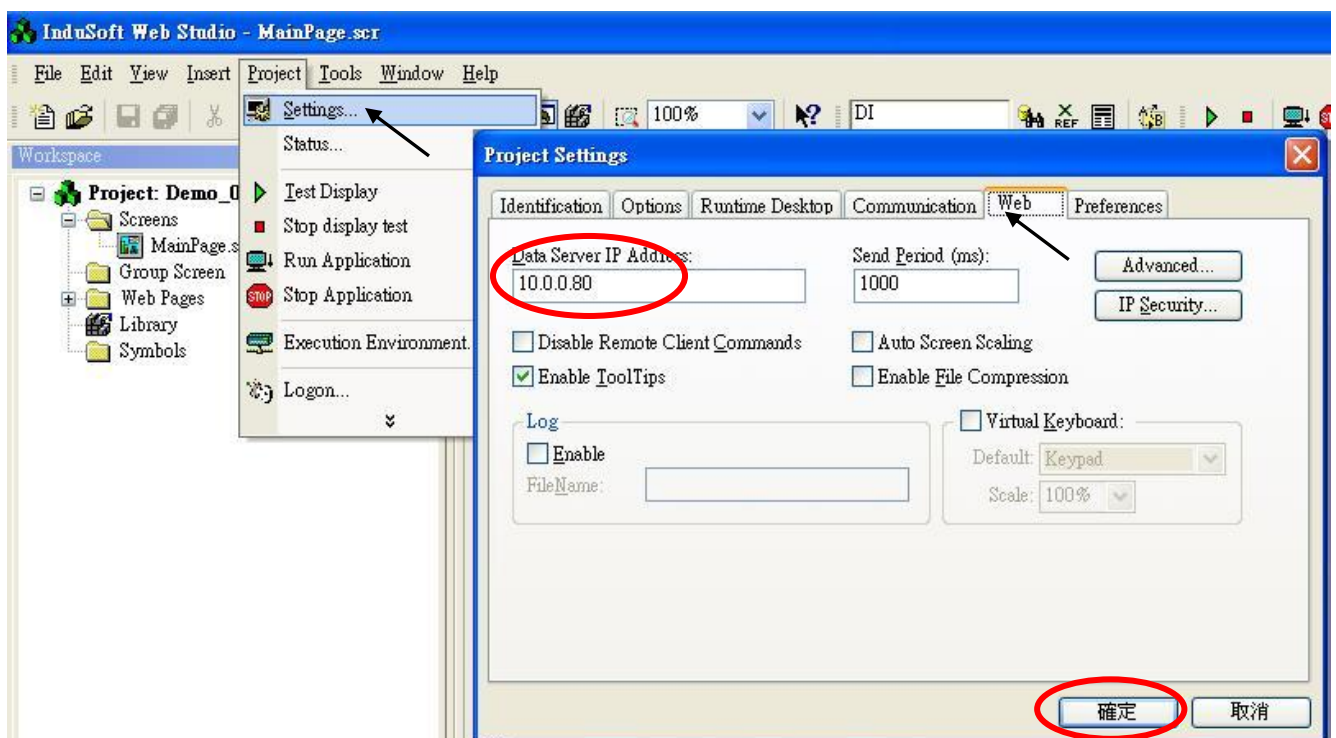 InduSoft Web Studio - MainPage.scr
File Edit View Insert Project Tools Window Help
100%
DI
XREF
STOP
Workspace
Project: Demo_0
Screens
MainPage.s
Group Screen
Web Pages
Library
Symbols
Settings...
Status...
Test Display
Stop display test
Run Application
STOP
Stop Application
Execution Environment.
Logon...
Project Settings
Identification Options Runtime Desktop Communication Web Preferences
Data Server IP Address:
10.0.0.80
Send Period (ms):
1000
Advanced...
IP Security...
Disable Remote Client Commands
Auto Screen Scaling
Enable ToolTips
Enable File Compression
Log
Enable
FileName:
Virtual Keyboard:
Default: Keypad
Scale: 100%
確定 取消